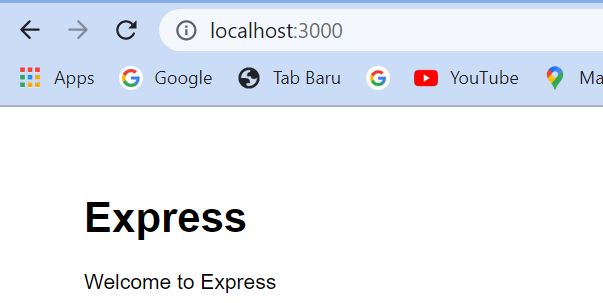 localhost:3000
Apps Google Tab Baru YouTube Ma
Express
Welcome to Express